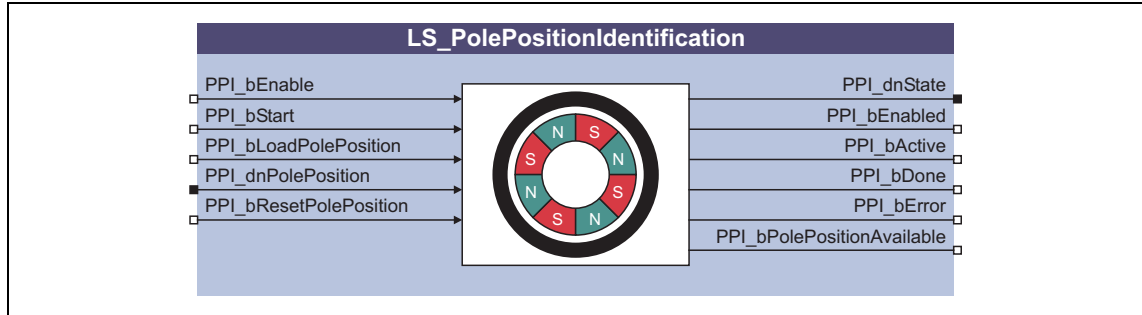 LS_PolePositionIdentification
PPI_bEnable
PPI_bStart
PPI_bLoadPolePosition
PPI_dnPolePosition
PPI_bResetPolePosition
N S
S N
N S
S N
PPI_dnState
PPI_bEnabled
PPI_bActive
PPI_bDone
PPI_bError
PPI_bPolePositionAvailable